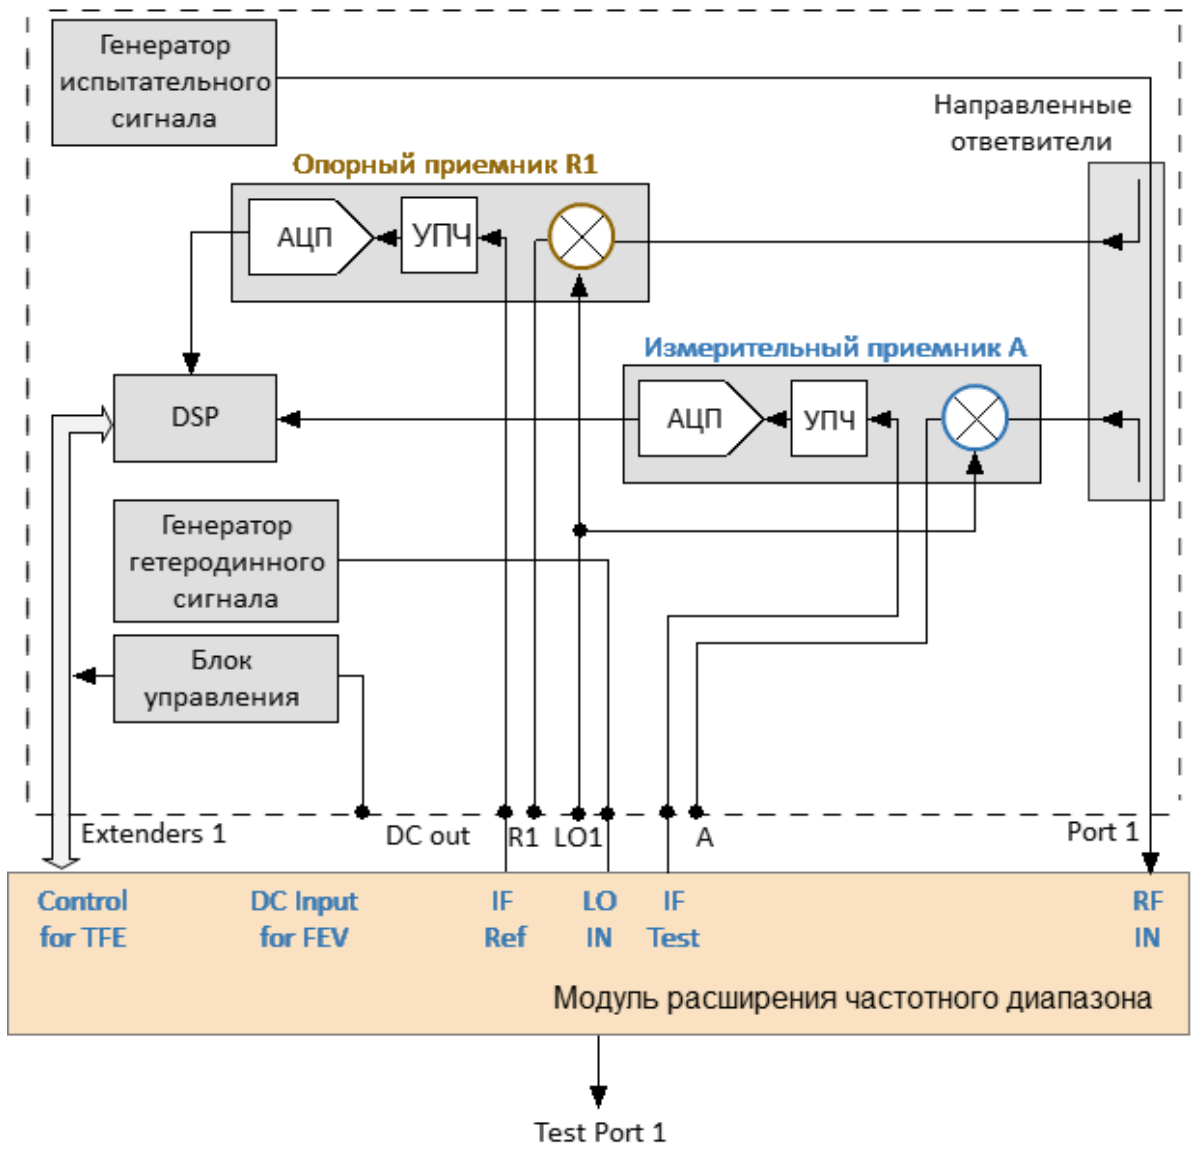 Генератор
испытательного
сигнала
Направленные
ответвители
Опорный приемник R1
АЦП
УПЧ
Измерительный приемник А
АЦП
УПЧ
DSP
Генератор
гетеродинного
сигнала
Блок
управления
Extenders 1
DC out
R1
LO1
A
Port 1
Control
for TFE
DC Input
for FEV
IF
Ref
LO
IN
IF
Test
RF
IN
Модуль расширения частотного диапазона
Test Port 1